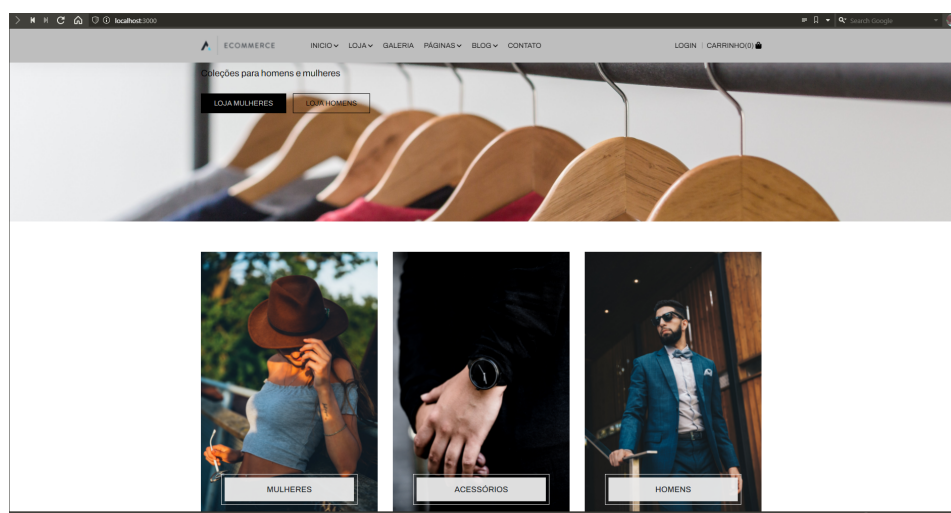 localhost:3000
Search Google
ECOMMERCE
INICIO LOJA GALERIA PÁGINAS BLOG CONTATO
LOGIN | CARRINHO(0)
Coleções para homens e mulheres
LOJA MULHERES LOJA HOMENS
MULHERES ACESSÓRIOS HOMENS